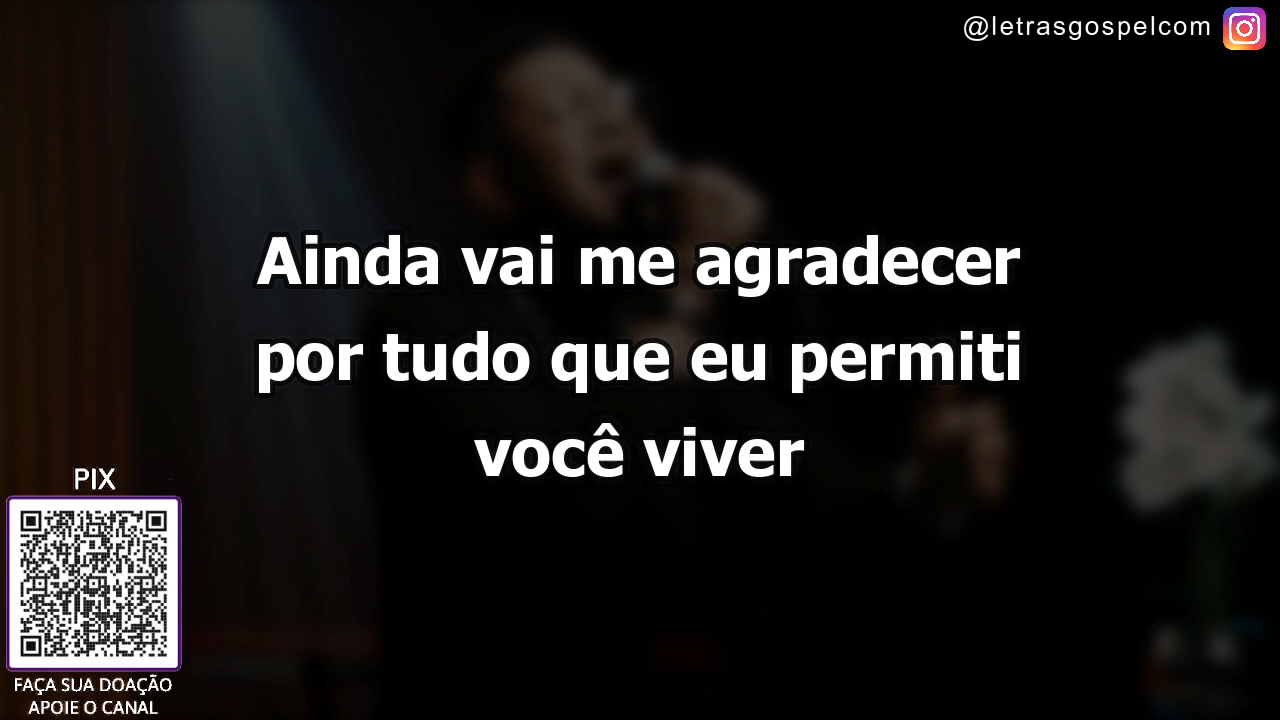 @letrasgospelcom
Ainda vai me agradecer
por tudo que eu permiti
você viver
PIX
FAÇA SUA DOAÇÃO
APOIE O CANAL